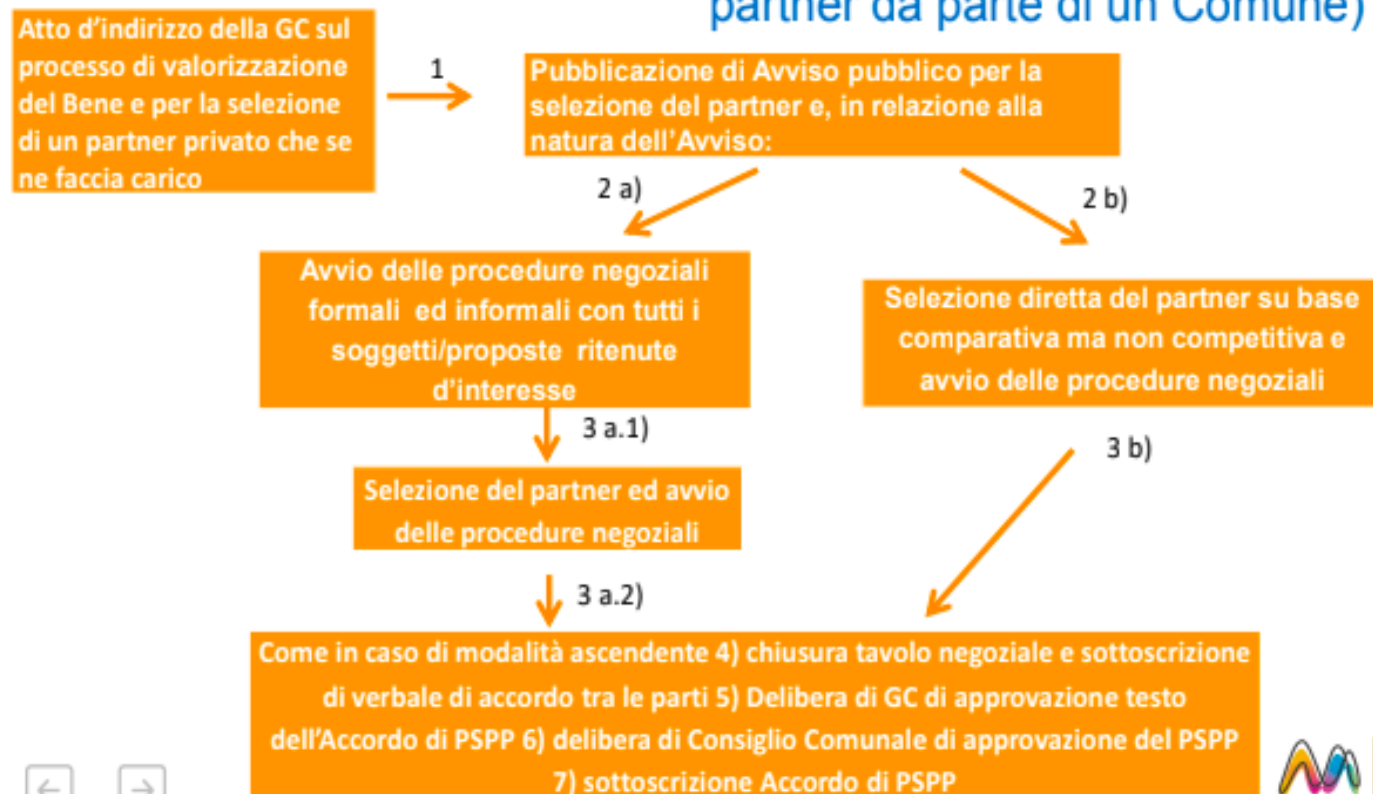 partner da parte di un Comune)
Atto d'indirizzo della GC sul
processo di valorizzazione
del Bene e per la selezione
di un partner privato che se
ne faccia carico
1
Pubblicazione di Avviso pubblico per la
selezione del partner e, in relazione alla
natura dell'Avviso:
2 a)
2 b)
Avvio delle procedure negoziali
formali ed informali con tutti i
soggetti/proposte ritenute
d'interesse
Selezione diretta del partner su base
comparativa ma non competitiva e
avvio delle procedure negoziali
3 a.1)
3 b)
Selezione del partner ed avvio
delle procedure negoziali
3 a.2)
Come in caso di modalità ascendente 4) chiusura tavolo negoziale e sottoscrizione
di verbale di accordo tra le parti 5) Delibera di GC di approvazione testo
dell'Accordo di PSPP 6) delibera di Consiglio Comunale di approvazione del PSPP
7) sottoscrizione Accordo di PSPP